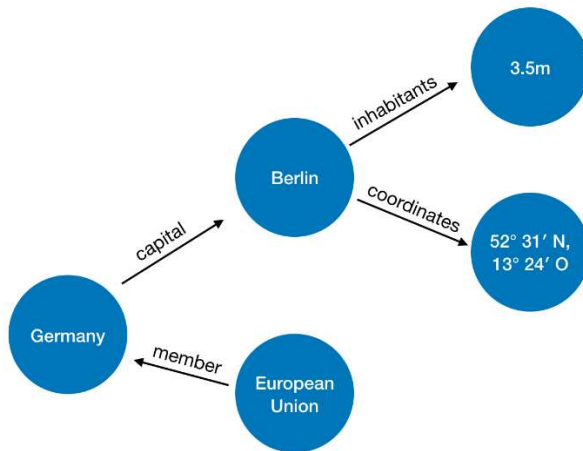 3.5m
inhabitants
Berlin
coordinates
52° 31′ N,
13° 24′ O
capital
Germany
member
European
Union